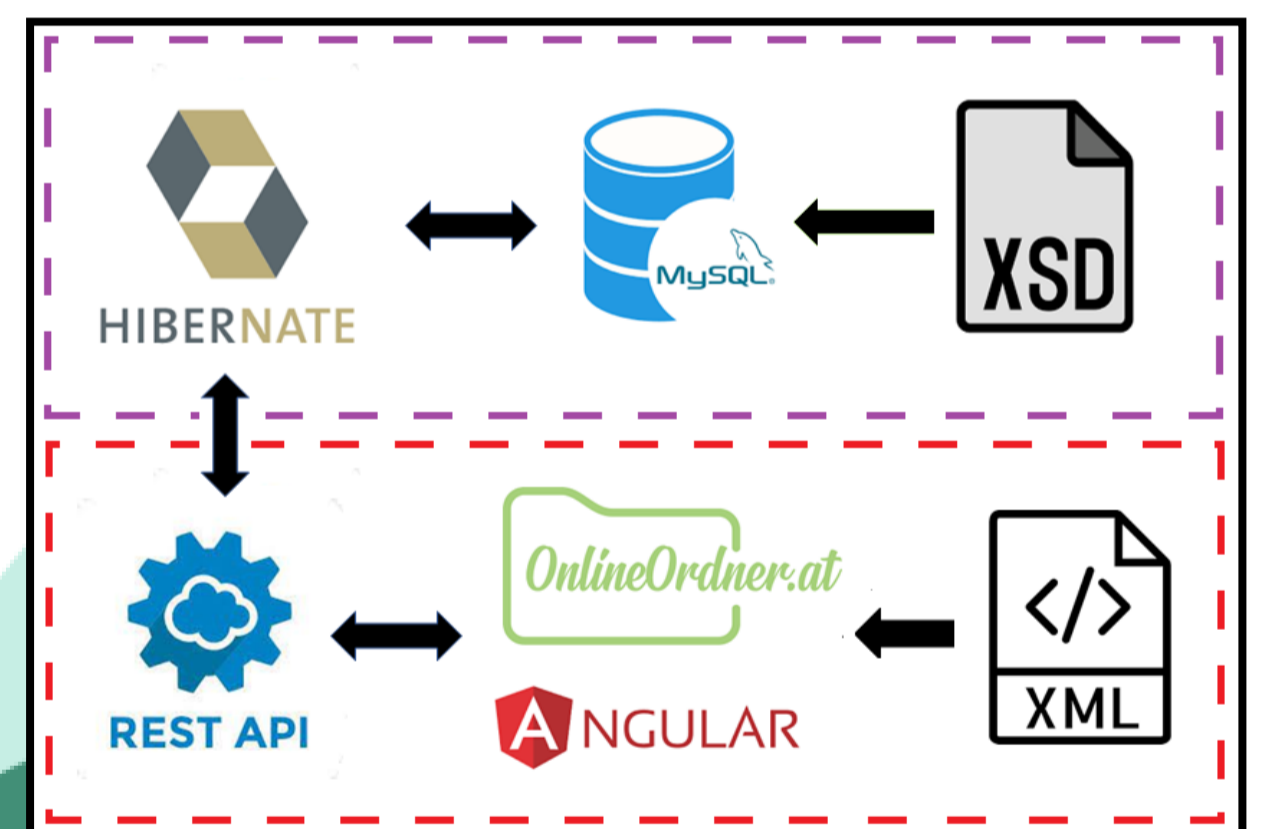 HIBERNATE
MySQL®
XSD
REST API
OnlineOrdner.at
ANGULAR
</>
XML